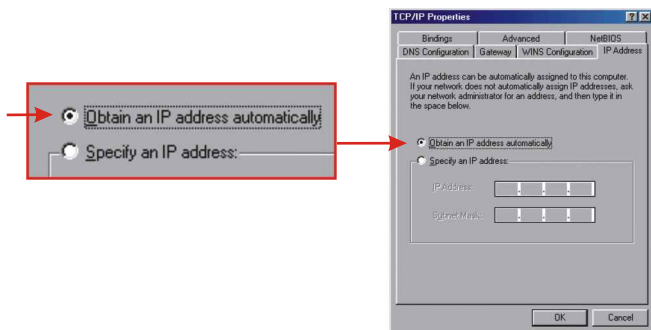 Obtain an IP address automatically
Specify an IP address:
TCP/IP Properties
Bindings Advanced NetBIOS
DNS Configuration Gateway WINS Configuration IP Address
An IP address can be automatically assigned to this computer.
If your network does not automatically assign IP addresses, ask
your network administrator for an address, and then type it in
the space below.
Obtain an IP address automatically
Specify an IP address:
IP Address:
Subnet Mask:
OK Cancel